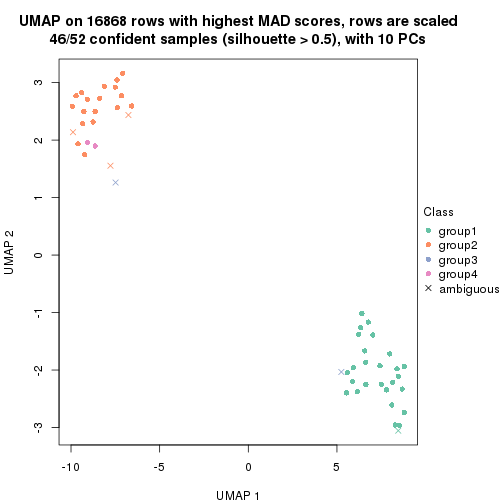 UMAP on 16868 rows with highest MAD scores, rows are scaled
46/52 confident samples (silhouette > 0.5), with 10 PCs
3
2
1
0
-1
-2
-3
UMAP 2
-10
-5
0
5
UMAP 1
Class
group1
group2
group3
group4
ambiguous